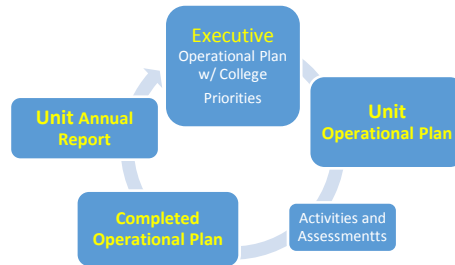 Executive
Operational Plan
w/ College
Priorities
Unit
Operational Plan
Activities and
Assessmentts
Completed
Operational Plan
Unit Annual
Report